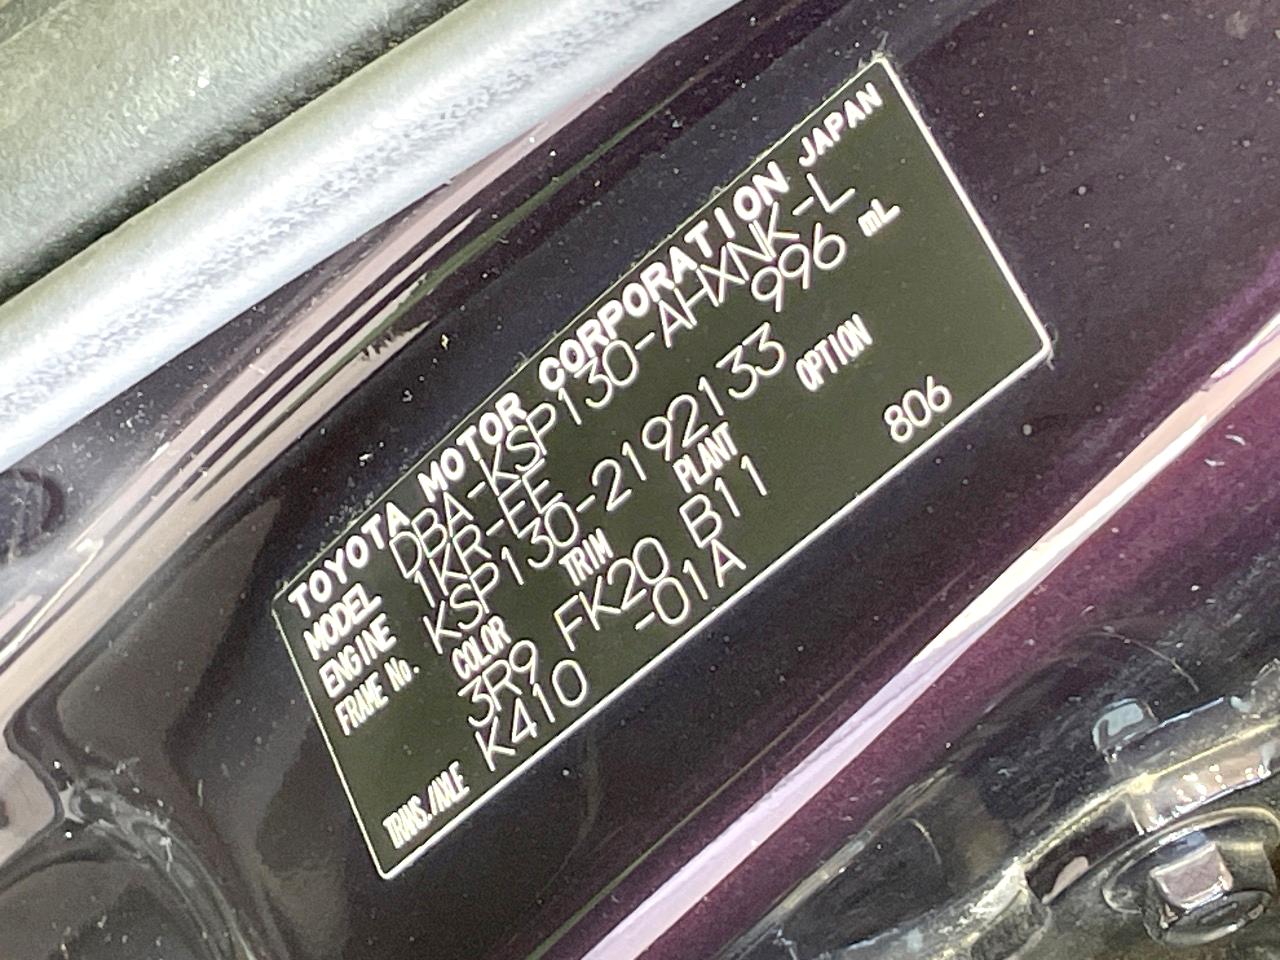 TOYOTA MOTOR CORPORATION JAPAN
MODEL DBA-KSP130-AHXNK-L
ENGINE 1KR-FE 996 mL
FRAME No. KSP130-2192133
COLOR TRIM PLANT OPTION
3R9 FK20 B11 806
TRANS./AXLE K410 -01A